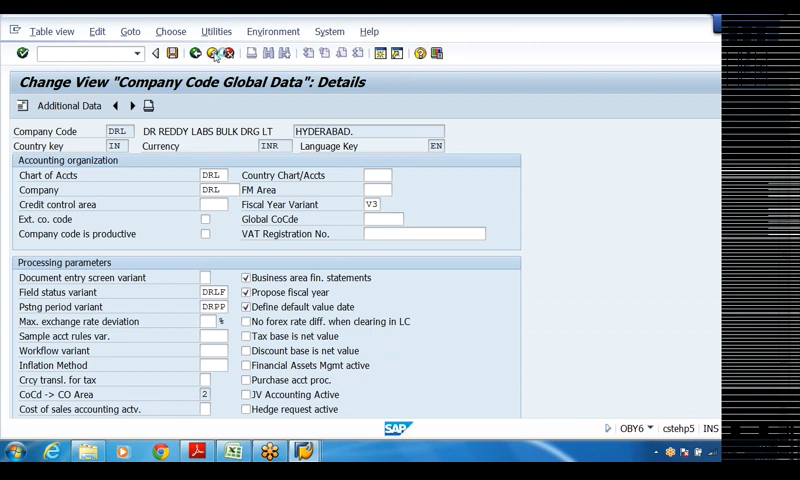 Table view Edit Goto Choose Utilities Environment System Help
Change View "Company Code Global Data": Details
Additional Data
Company Code DRL DR REDDY LABS BULK DRG LT HYDERABAD.
Country key IN Currency INR Language Key EN
Accounting organization
Chart of Accts DRL Country Chart/Accts
Company DRL FM Area
Credit control area Fiscal Year Variant V3
Ext. co. code Global CoCde
Company code is productive VAT Registration No.
Processing parameters
Document entry screen variant Business area fin. statements
Field status variant DRLF Propose fiscal year
Pstng period variant DRPP Define default value date
Max. exchange rate deviation % No forex rate diff. when clearing in LC
Sample acct rules var. Tax base is net value
Workflow variant Discount base is net value
Inflation Method Financial Assets Mgmt active
Crcy transl. for tax Purchase acct proc.
CoCd -> CO Area 2 JV Accounting Active
Cost of sales accounting actv. Hedge request active
SAP OBY6 cstehp5 INS